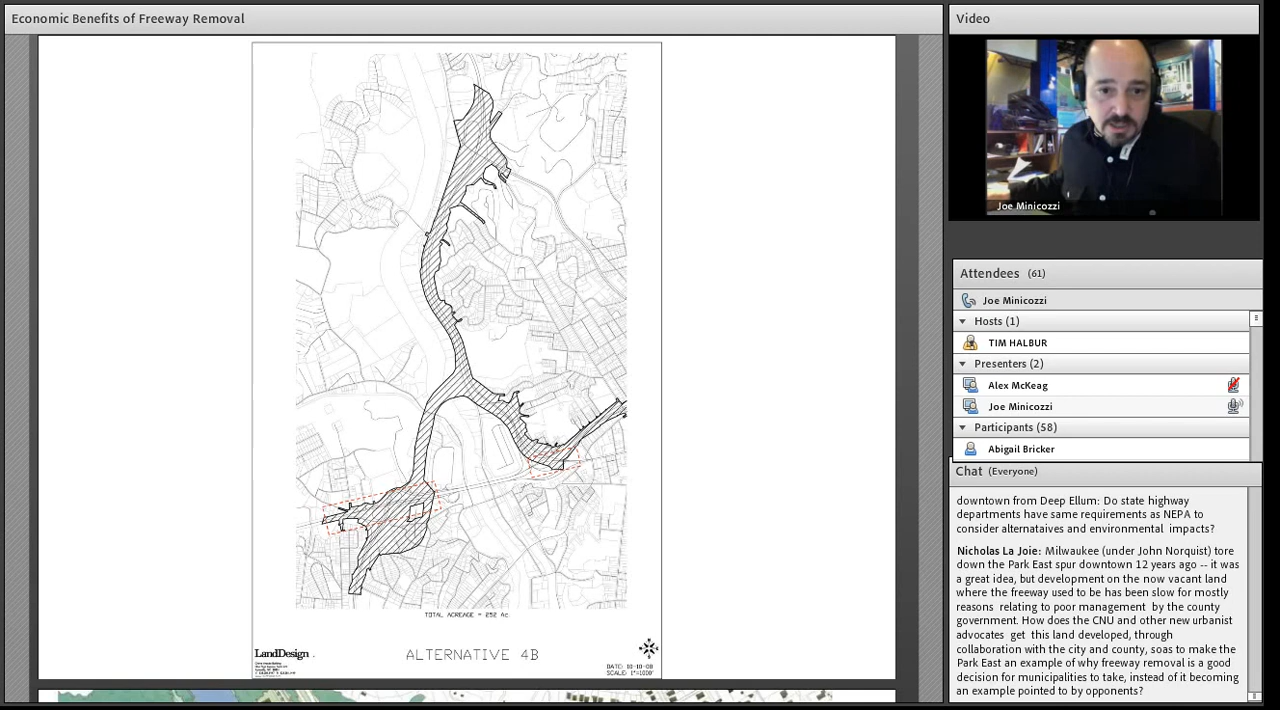 Economic Benefits of Freeway Removal
TOTAL ACREAGE = 252 Ac.
LandDesign
ALTERNATIVE 4B
DATE: 10-10-08
SCALE: 1"=1000'
Video
Joe Minicozzi
Attendees (61)
Joe Minicozzi
Hosts (1)
TIM HALBUR
Presenters (2)
Alex McKeag
Joe Minicozzi
Participants (58)
Abigail Bricker
Chat (Everyone)
downtown from Deep Ellum: Do state highway
departments have same requirements as NEPA to
consider alternataives and environmental impacts?
Nicholas La Joie: Milwaukee (under John Norquist) tore
down the Park East spur downtown 12 years ago -- it was
a great idea, but development on the now vacant land
where the freeway used to be has been slow for mostly
reasons relating to poor management by the county
government. How does the CNU and other new urbanist
advocates get this land developed, through
collaboration with the city and county, soas to make the
Park East an example of why freeway removal is a good
decision for municipalities to take, instead of it becoming
an example pointed to by opponents?